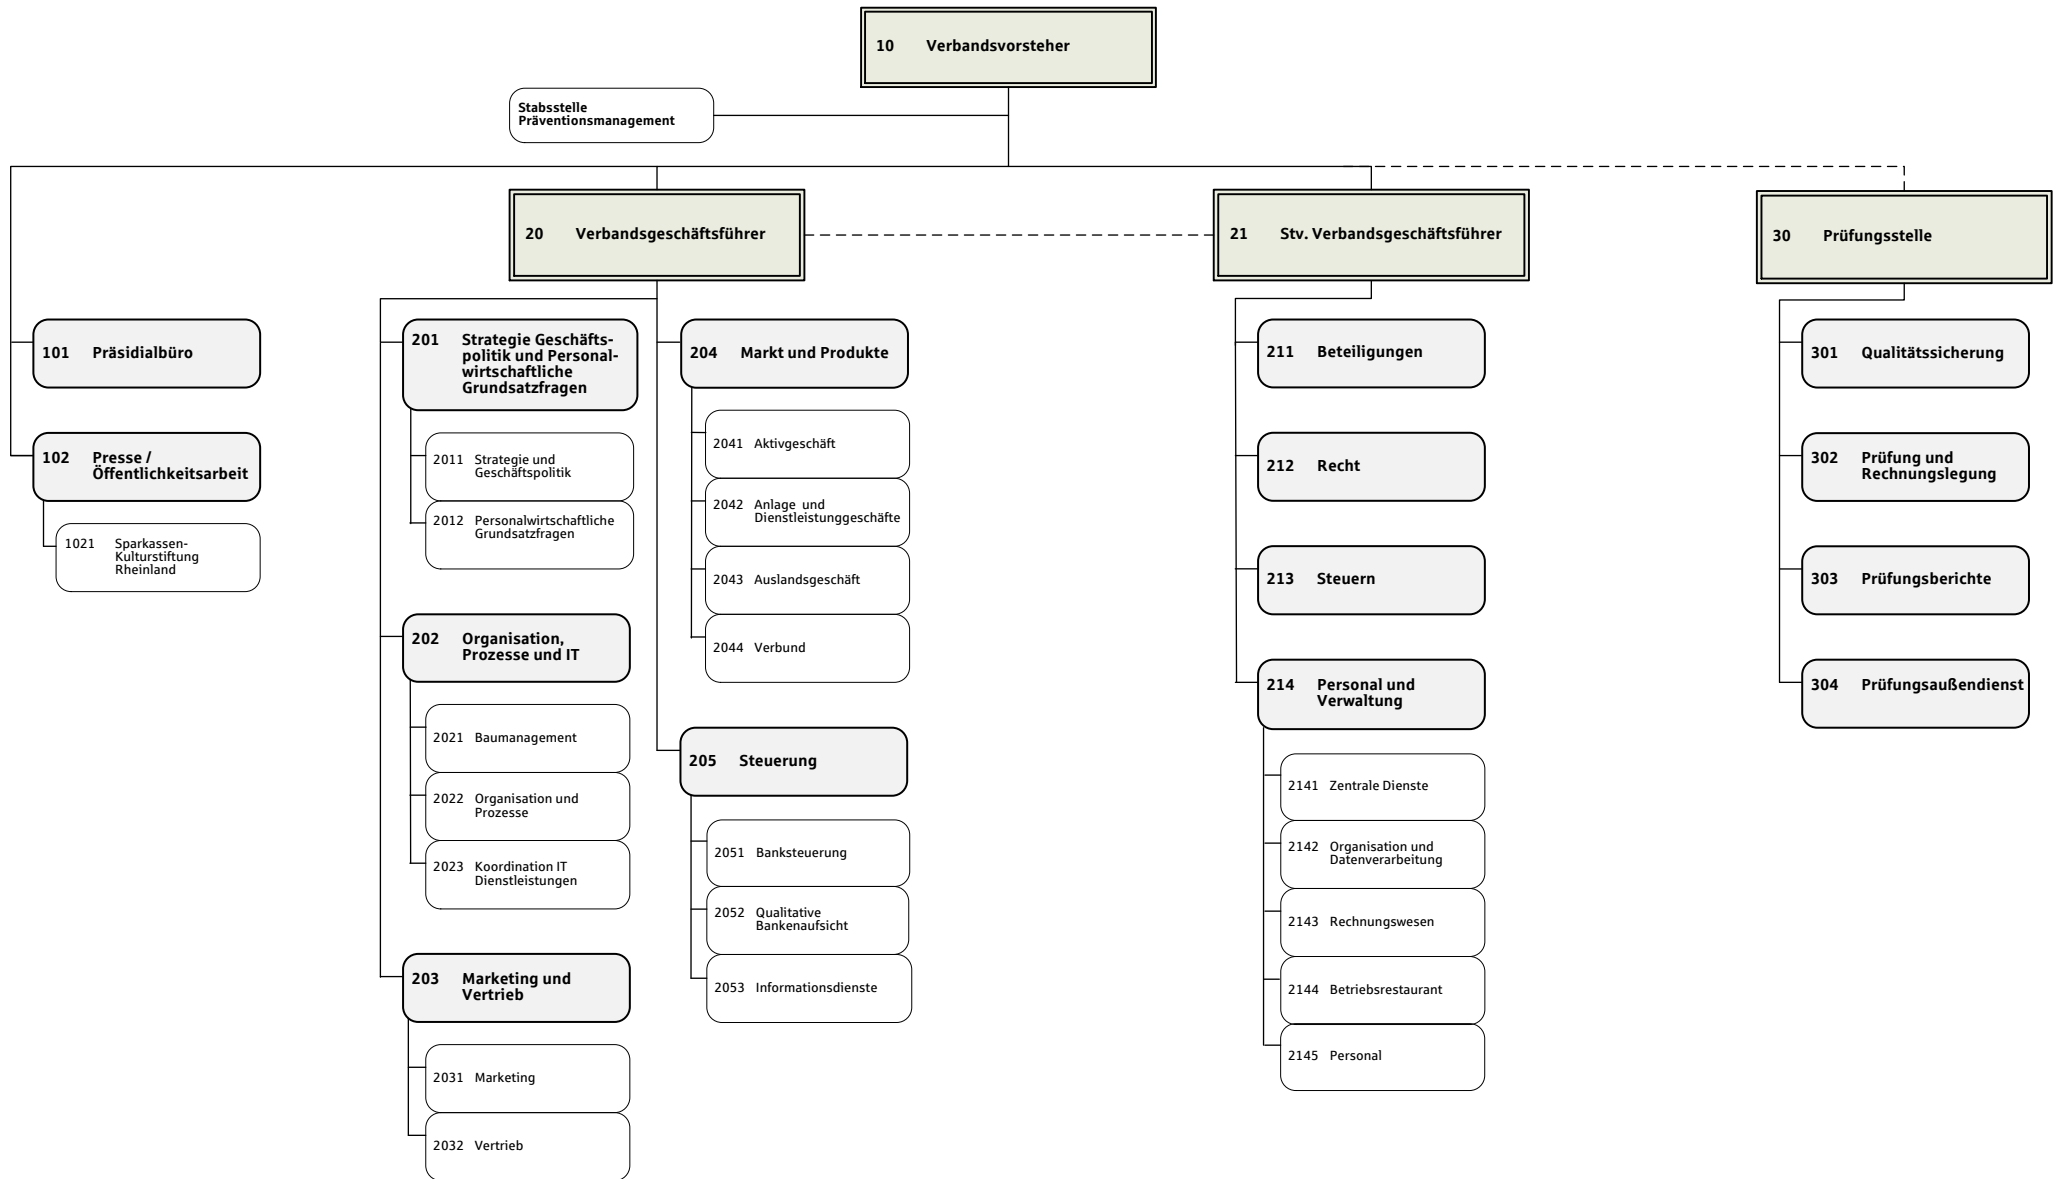 10 Verbandsvorsteher
Stabsstelle
Präventionsmanagement
20 Verbandsgeschäftsführer
21 Stv. Verbandsgeschäftsführer
30 Prüfungsstelle
101 Präsidialbüro
102 Presse /
Öffentlichkeitsarbeit
1021 Sparkassen-
Kulturstiftung
Rheinland
201 Strategie Geschäfts-
politik und Personal-
wirtschaftliche
Grundsatzfragen
2011 Strategie und
Geschäftspolitik
2012 Personalwirtschaftliche
Grundsatzfragen
202 Organisation,
Prozesse und IT
2021 Baumanagement
2022 Organisation und
Prozesse
2023 Koordination IT
Dienstleistungen
203 Marketing und
Vertrieb
2031 Marketing
2032 Vertrieb
204 Markt und Produkte
2041 Aktivgeschäft
2042 Anlage und
Dienstleistunggeschäfte
2043 Auslandsgeschäft
2044 Verbund
205 Steuerung
2051 Banksteuerung
2052 Qualitative
Bankenaufsicht
2053 Informationsdienste
211 Beteiligungen
212 Recht
213 Steuern
214 Personal und
Verwaltung
2141 Zentrale Dienste
2142 Organisation und
Datenverarbeitung
2143 Rechnungswesen
2144 Betriebsrestaurant
2145 Personal
301 Qualitätssicherung
302 Prüfung und
Rechnungslegung
303 Prüfungsberichte
304 Prüfungsaußendienst